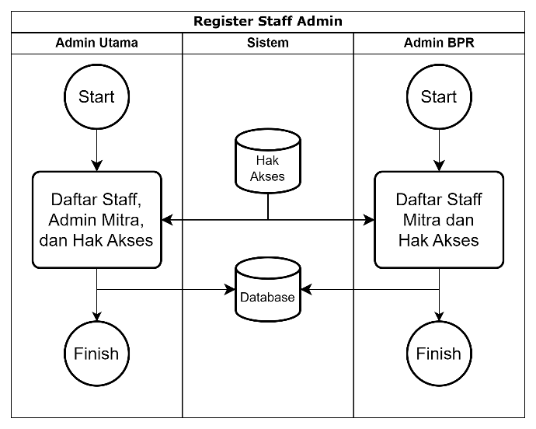 Register Staff Admin
Admin Utama
Sistem
Admin BPR
Start
Start
Hak
Akses
Daftar Staff,
Admin Mitra,
dan Hak Akses
Daftar Staff
Mitra dan
Hak Akses
Database
Finish
Finish